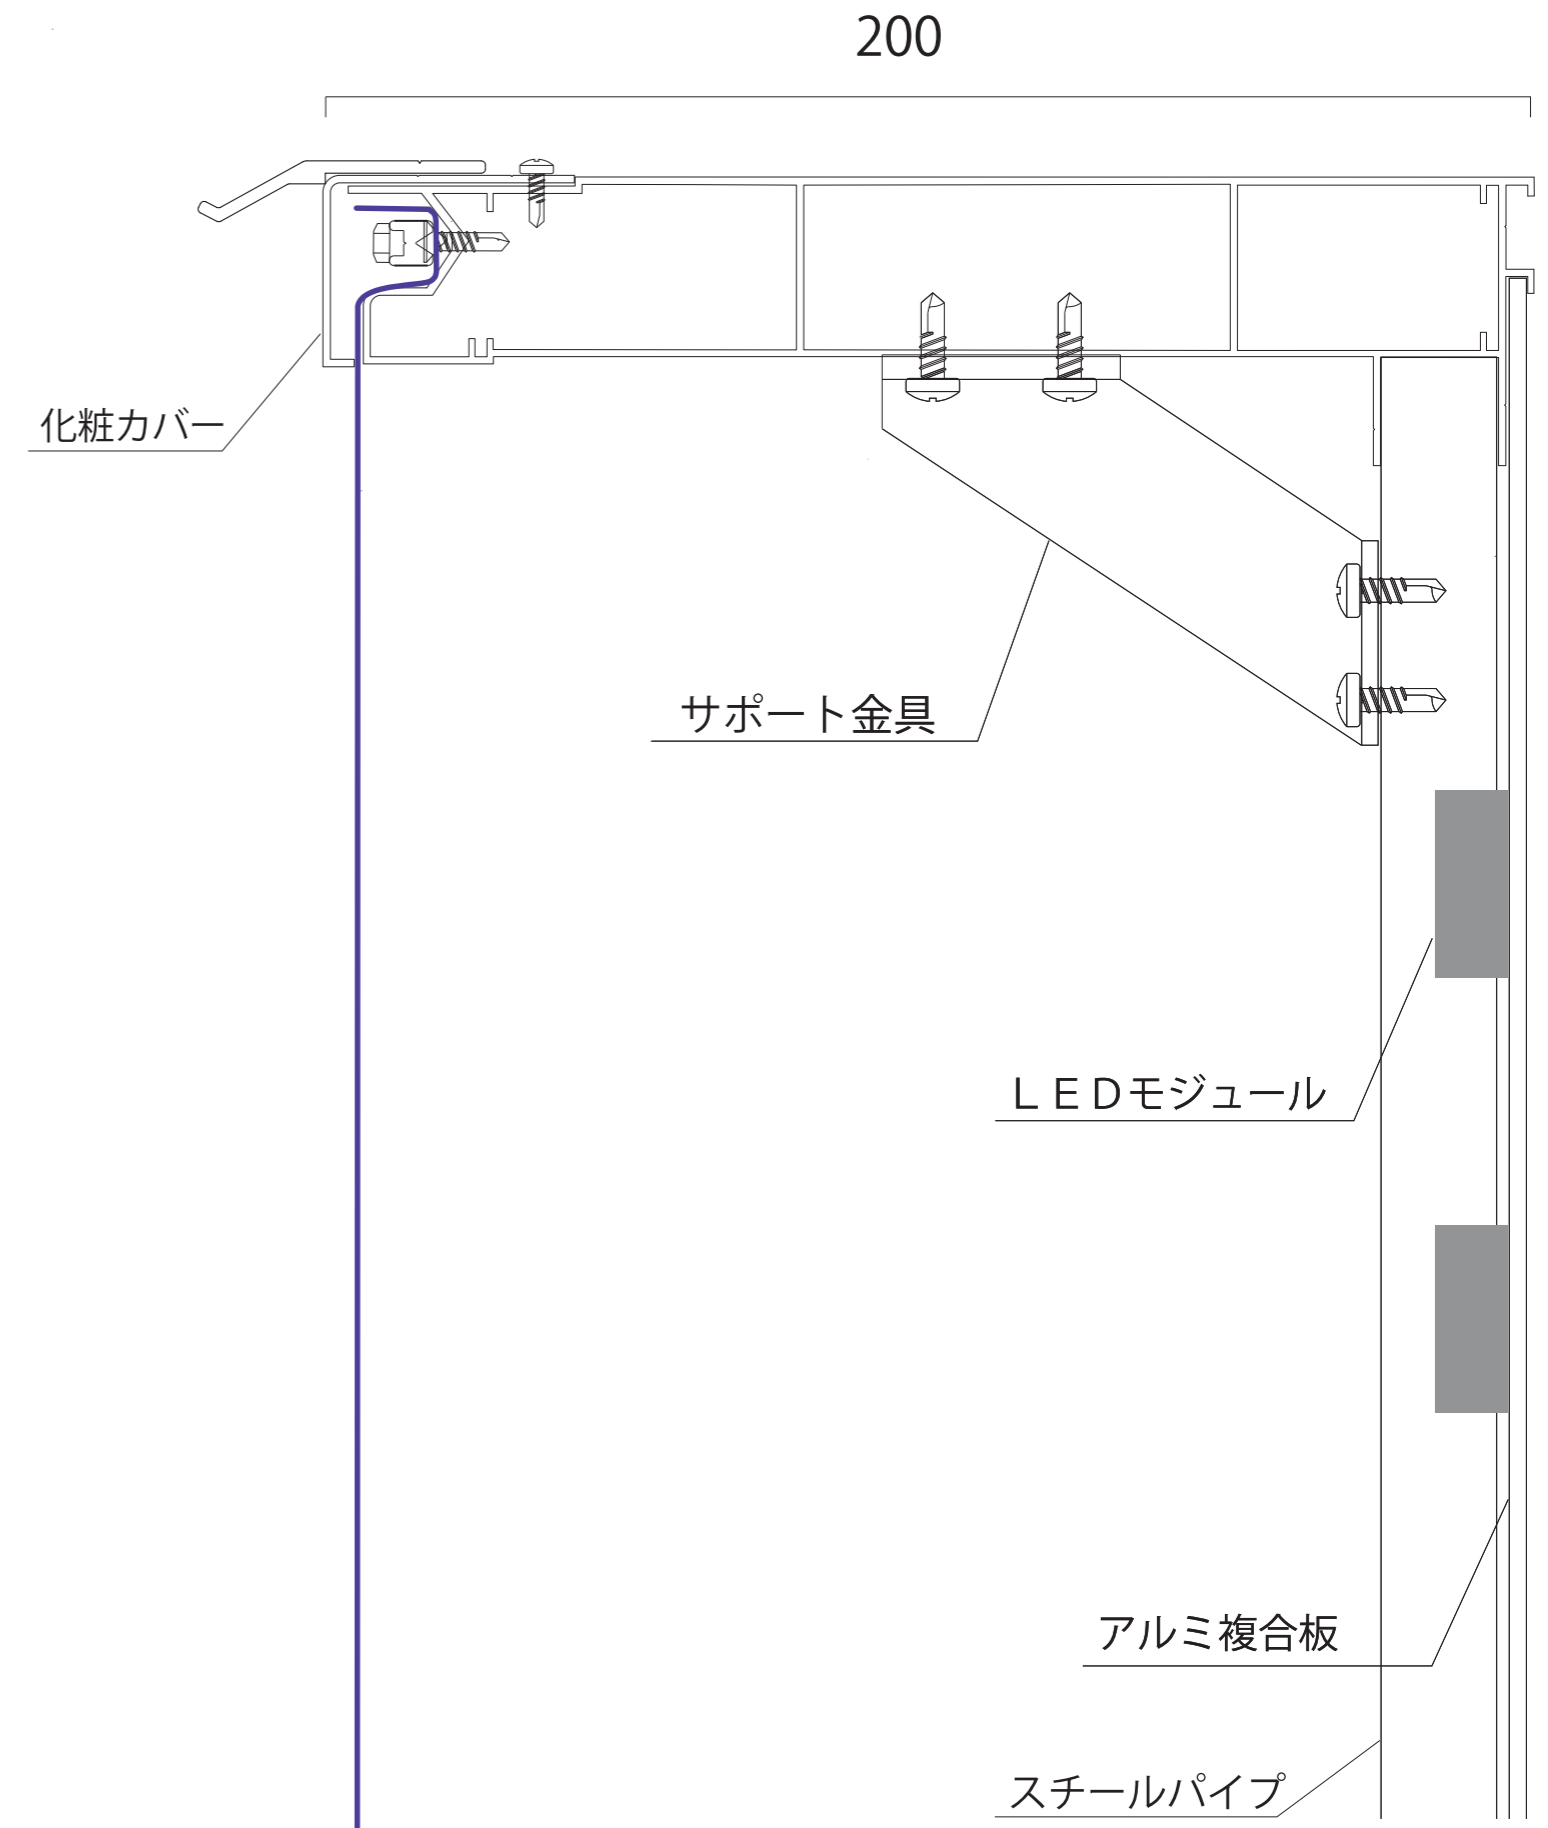 200
化粧カバー
サポート金具
ＬＥＤモジュール
アルミ複合板
スチールパイプ